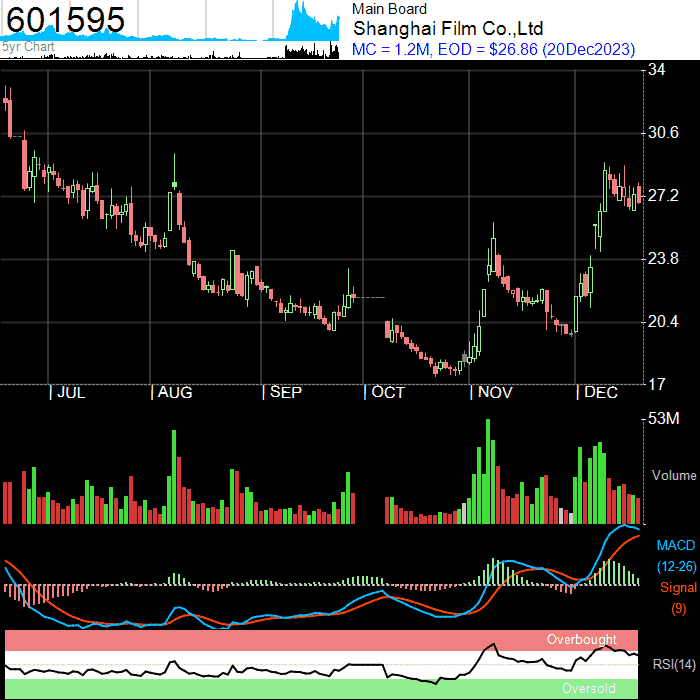 601595
5yr Chart
Main Board
Shanghai Film Co.,Ltd
MC = 1.2M, EOD = $26.86 (20Dec2023)
34
30.6
27.2
23.8
20.4
17
JUL AUG SEP OCT NOV DEC
53M
Volume
MACD
(12-26)
Signal
(9)
Overbought
RSI(14)
Oversold